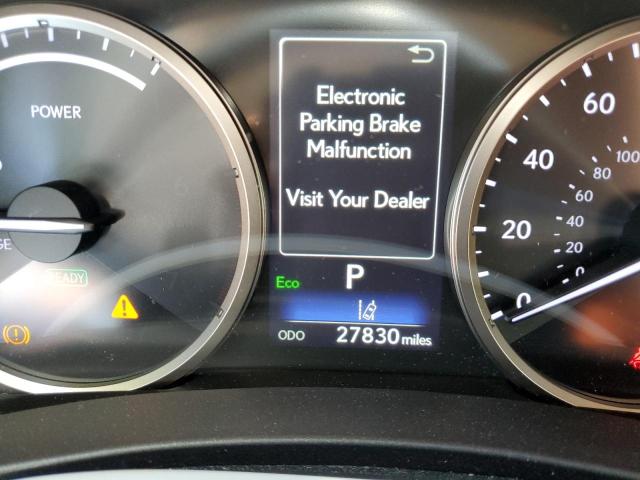 POWER
READY
Electronic
Parking Brake
Malfunction
Visit Your Dealer
Eco
P
ODO 27830 miles
60
40
20
0
100
80
60
40
20
0